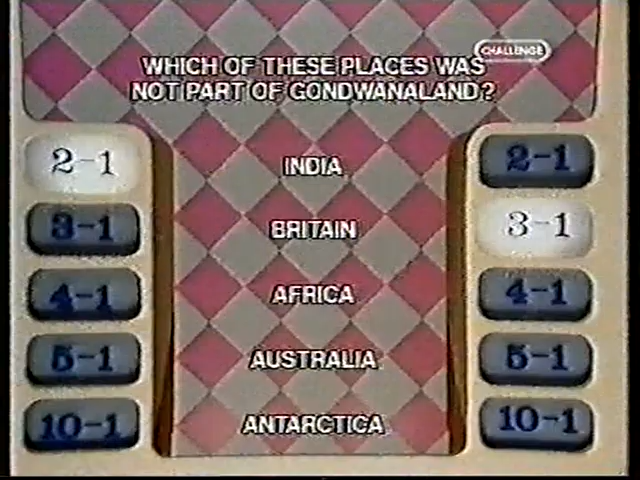 CHALLENGE
WHICH OF THESE PLACES WAS
NOT PART OF GONDWANALAND?
2-1 INDIA 2-1
3-1 BRITAIN 3-1
4-1 AFRICA 4-1
5-1 AUSTRALIA 5-1
10-1 ANTARCTICA 10-1